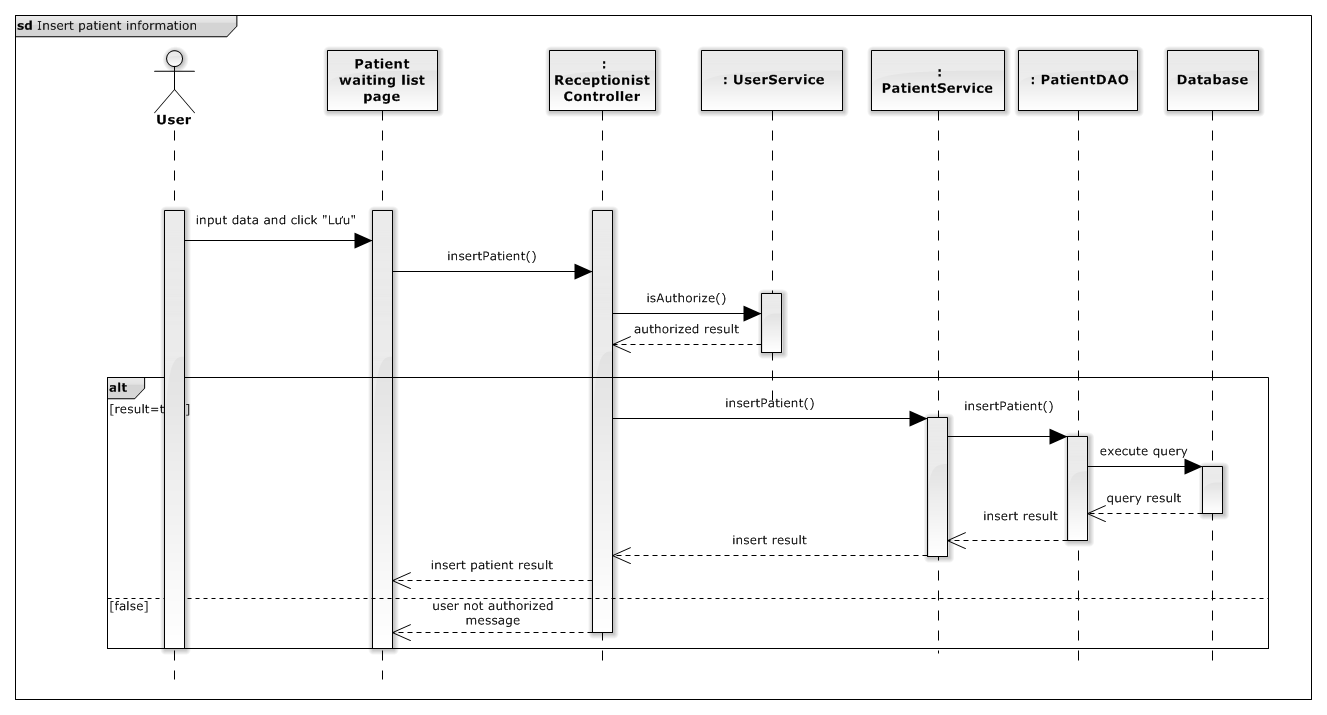 sd Insert patient information
User
Patient
waiting list
page
:
Receptionist
Controller
: UserService
:
PatientService
: PatientDAO
Database
input data and click "Lưu"
insertPatient()
isAuthorize()
authorized result
alt
[result=t ]
insertPatient()
insertPatient()
execute query
query result
insert result
insert result
insert patient result
[false]
user not authorized
message